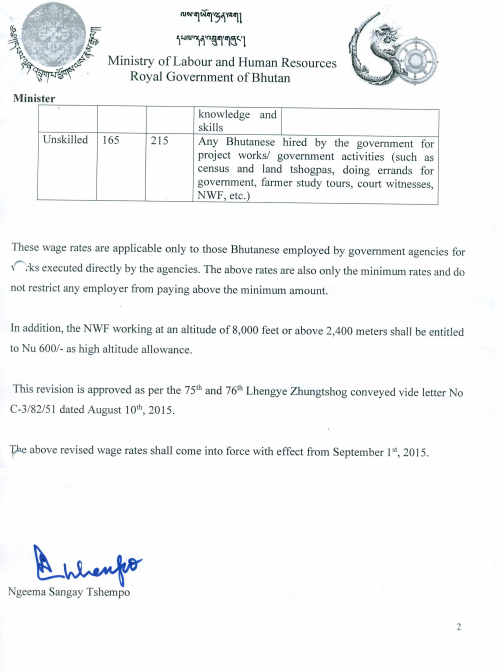 Ministry of Labour and Human Resources
Royal Government of Bhutan
Minister
knowledge and
skills
Unskilled 165 215 Any Bhutanese hired by the government for
project works/ government activities (such as
census and land tshogpas, doing errands for
government, farmer study tours, court witnesses,
NWF, etc.)
These wage rates are applicable only to those Bhutanese employed by government agencies for
executed directly by the agencies. The above rates are also only the minimum rates and do
not restrict any employer from paying above the minimum amount.
In addition, the NWF working at an altitude of 8,000 feet or above 2,400 meters shall be entitled
to Nu 600/- as high altitude allowance.
This revision is approved as per the 75th and 76th Lhengye Zhungtshog conveyed vide letter No
C-3/82/51 dated August 10th, 2015.
The above revised wage rates shall come into force with effect from September 1st, 2015.
Ngeema Sangay Tshempo
2